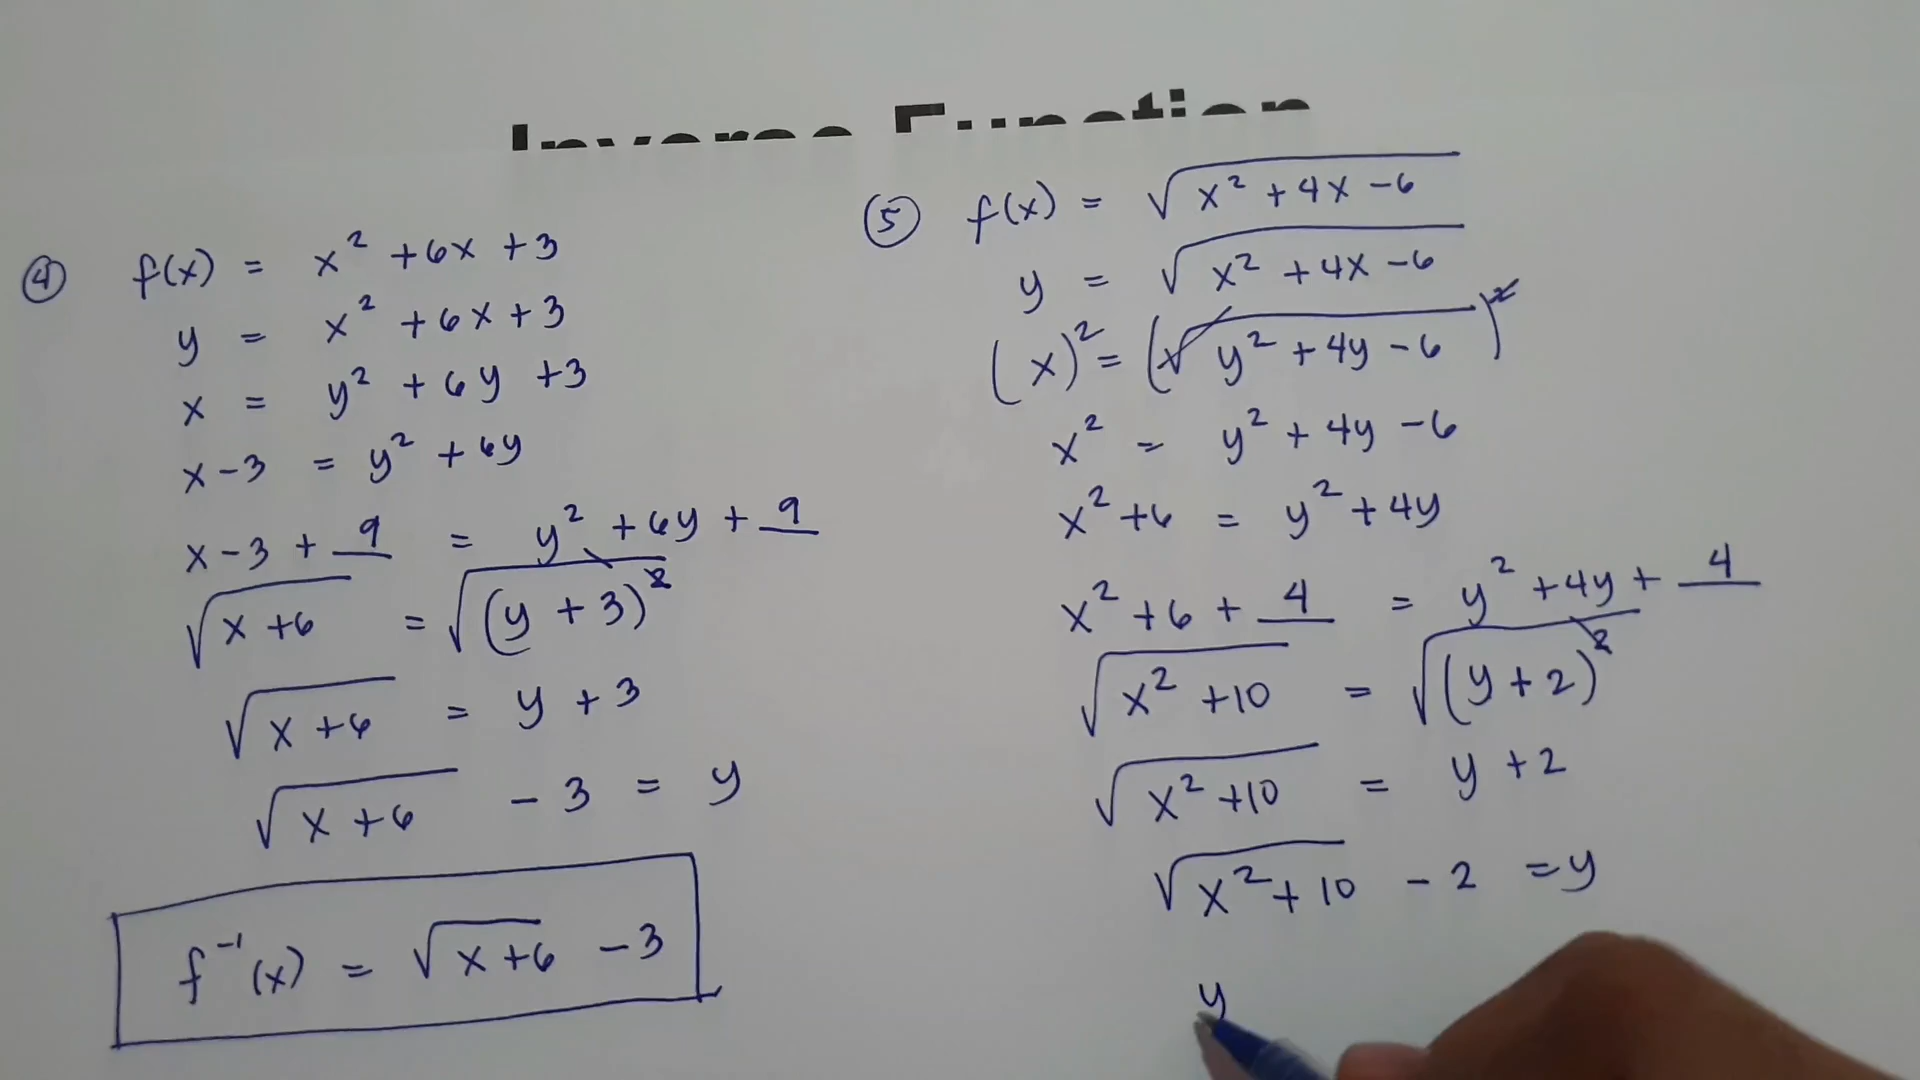 Inverse Function
④ f(x) = x² + 6x + 3
y = x² + 6x + 3
x = y² + 6y + 3
x - 3 = y² + 6y
x - 3 + 9 = y² + 6y + 9
√(x + 6) = √((y + 3)²)
√(x + 6) = y + 3
√(x + 6) - 3 = y
f⁻¹(x) = √(x + 6) - 3
⑤ f(x) = √(x² + 4x - 6)
y = √(x² + 4x - 6)
(x)² = (√(y² + 4y - 6))²
x² = y² + 4y - 6
x² + 6 = y² + 4y
x² + 6 + 4 = y² + 4y + 4
√(x² + 10) = √((y + 2)²)
√(x² + 10) = y + 2
√(x² + 10) - 2 = y
y